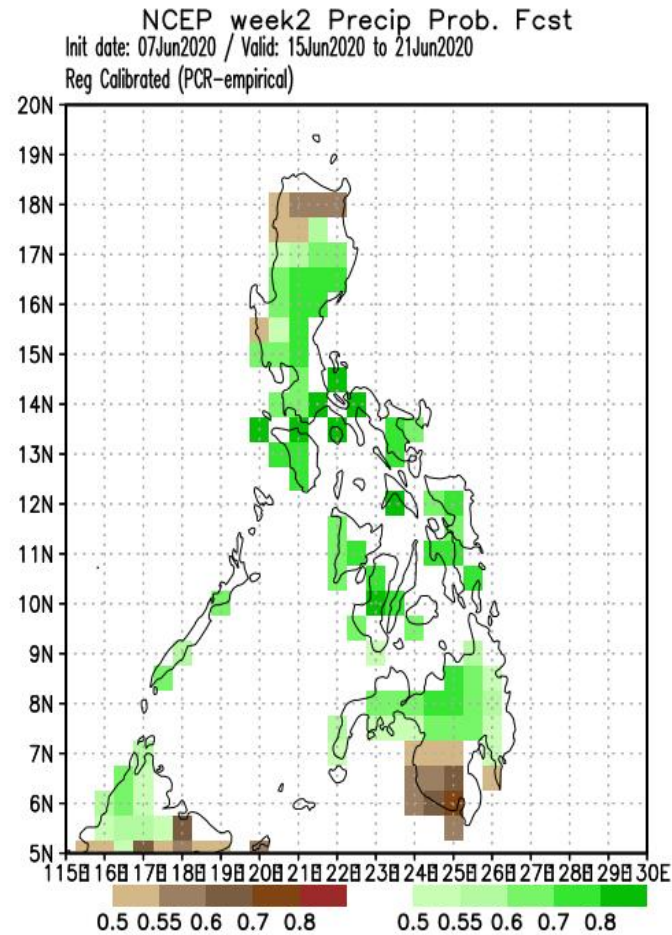 NCEP week2 Precip Prob. Fcst
Init date: 07Jun2020 / Valid: 15Jun2020 to 21Jun2020
Reg Calibrated (PCR-empirical)
20N
19N
18N
17N
16N
15N
14N
13N
12N
11N
10N
9N
8N
7N
6N
5N
115E 116E 117E 118E 119E 120E 121E 122E 123E 124E 125E 126E 127E 128E 129E 130E
0.5 0.55 0.6 0.7 0.8 0.5 0.55 0.6 0.7 0.8